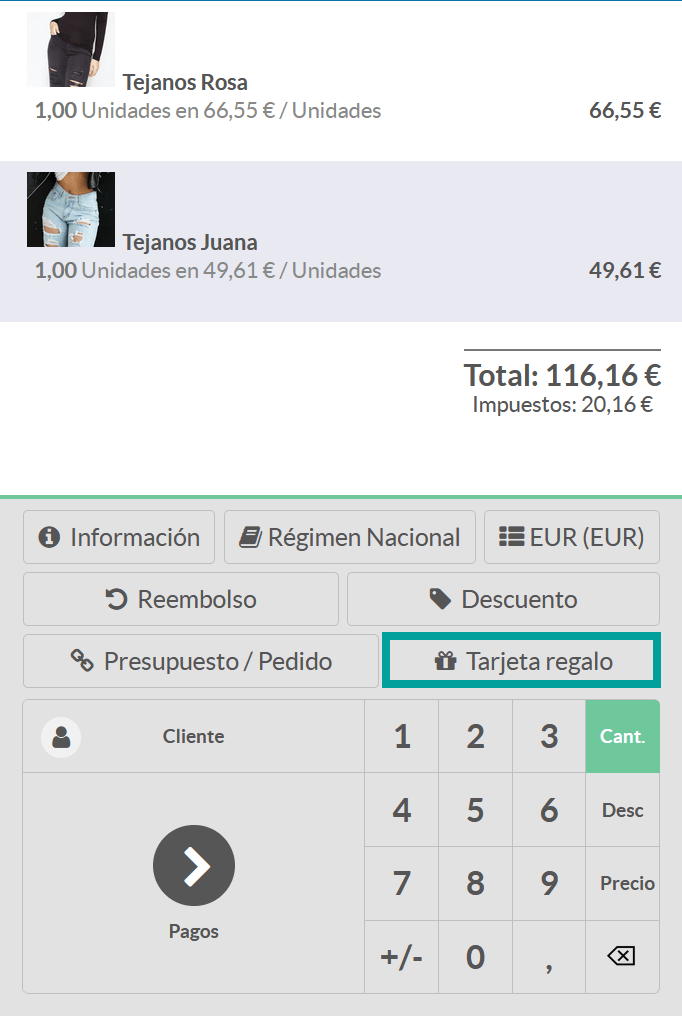 Tejanos Rosa
1,00 Unidades en 66,55 € / Unidades 66,55 €
Tejanos Juana
1,00 Unidades en 49,61 € / Unidades 49,61 €
Total: 116,16 €
Impuestos: 20,16 €
Información Régimen Nacional EUR (EUR)
Reembolso Descuento
Presupuesto / Pedido Tarjeta regalo
Cliente 1 2 3 Cant.
4 5 6 Desc
7 8 9 Precio
Pagos
+/- 0 ,